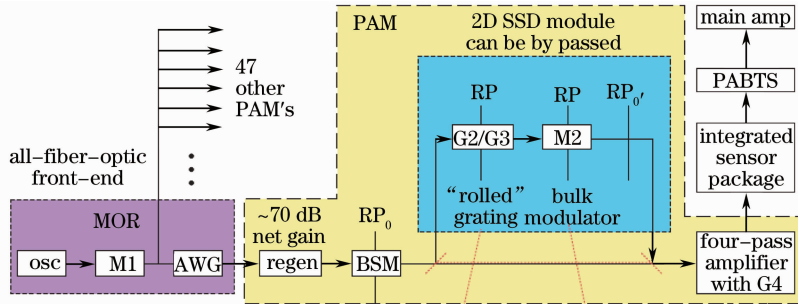 PAM
2D SSD module
can be by passed
main amp
PABTS
integrated
sensor
package
four-pass
amplifier
with G4
47
other
PAM's
all-fiber-optic
front-end
MOR
osc
M1
AWG
~70 dB
net gain
regen
RP₀
BSM
RP
RP
RP₀′
G2/G3
M2
"rolled"
grating
bulk
modulator